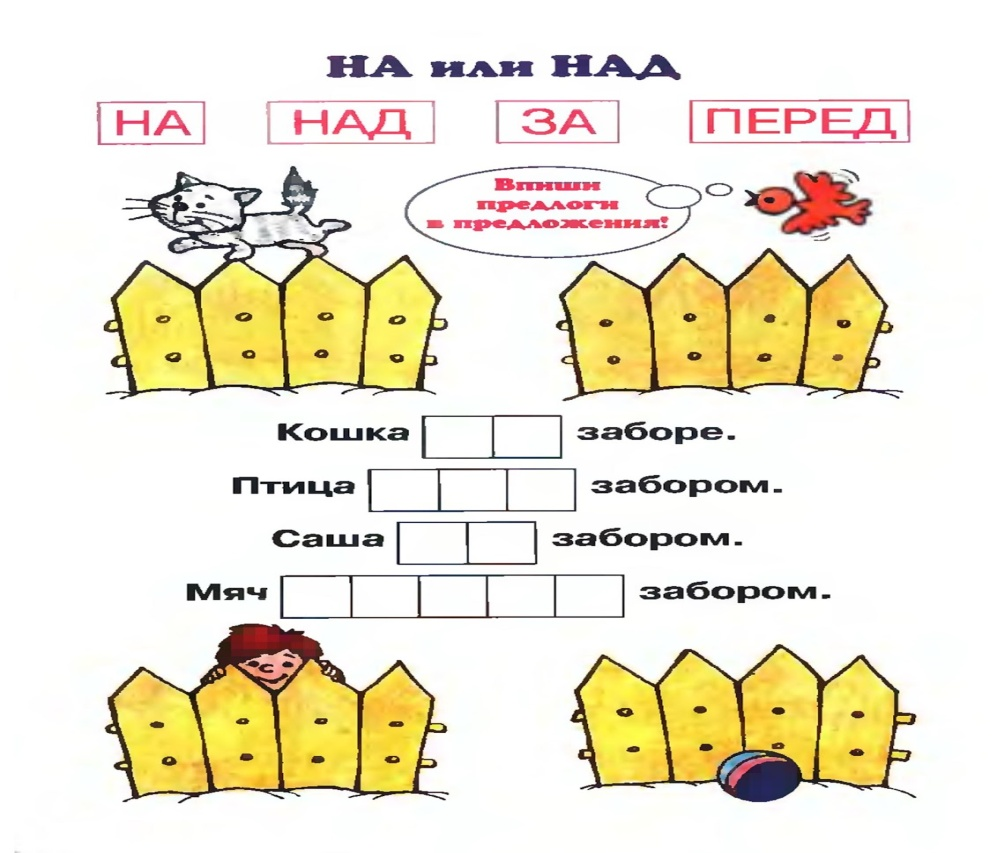 НА или НАД
НА НАД ЗА ПЕРЕД
Впиши
предлоги
в предложения!
Кошка заборе.
Птица забором.
Саша забором.
Мяч забором.